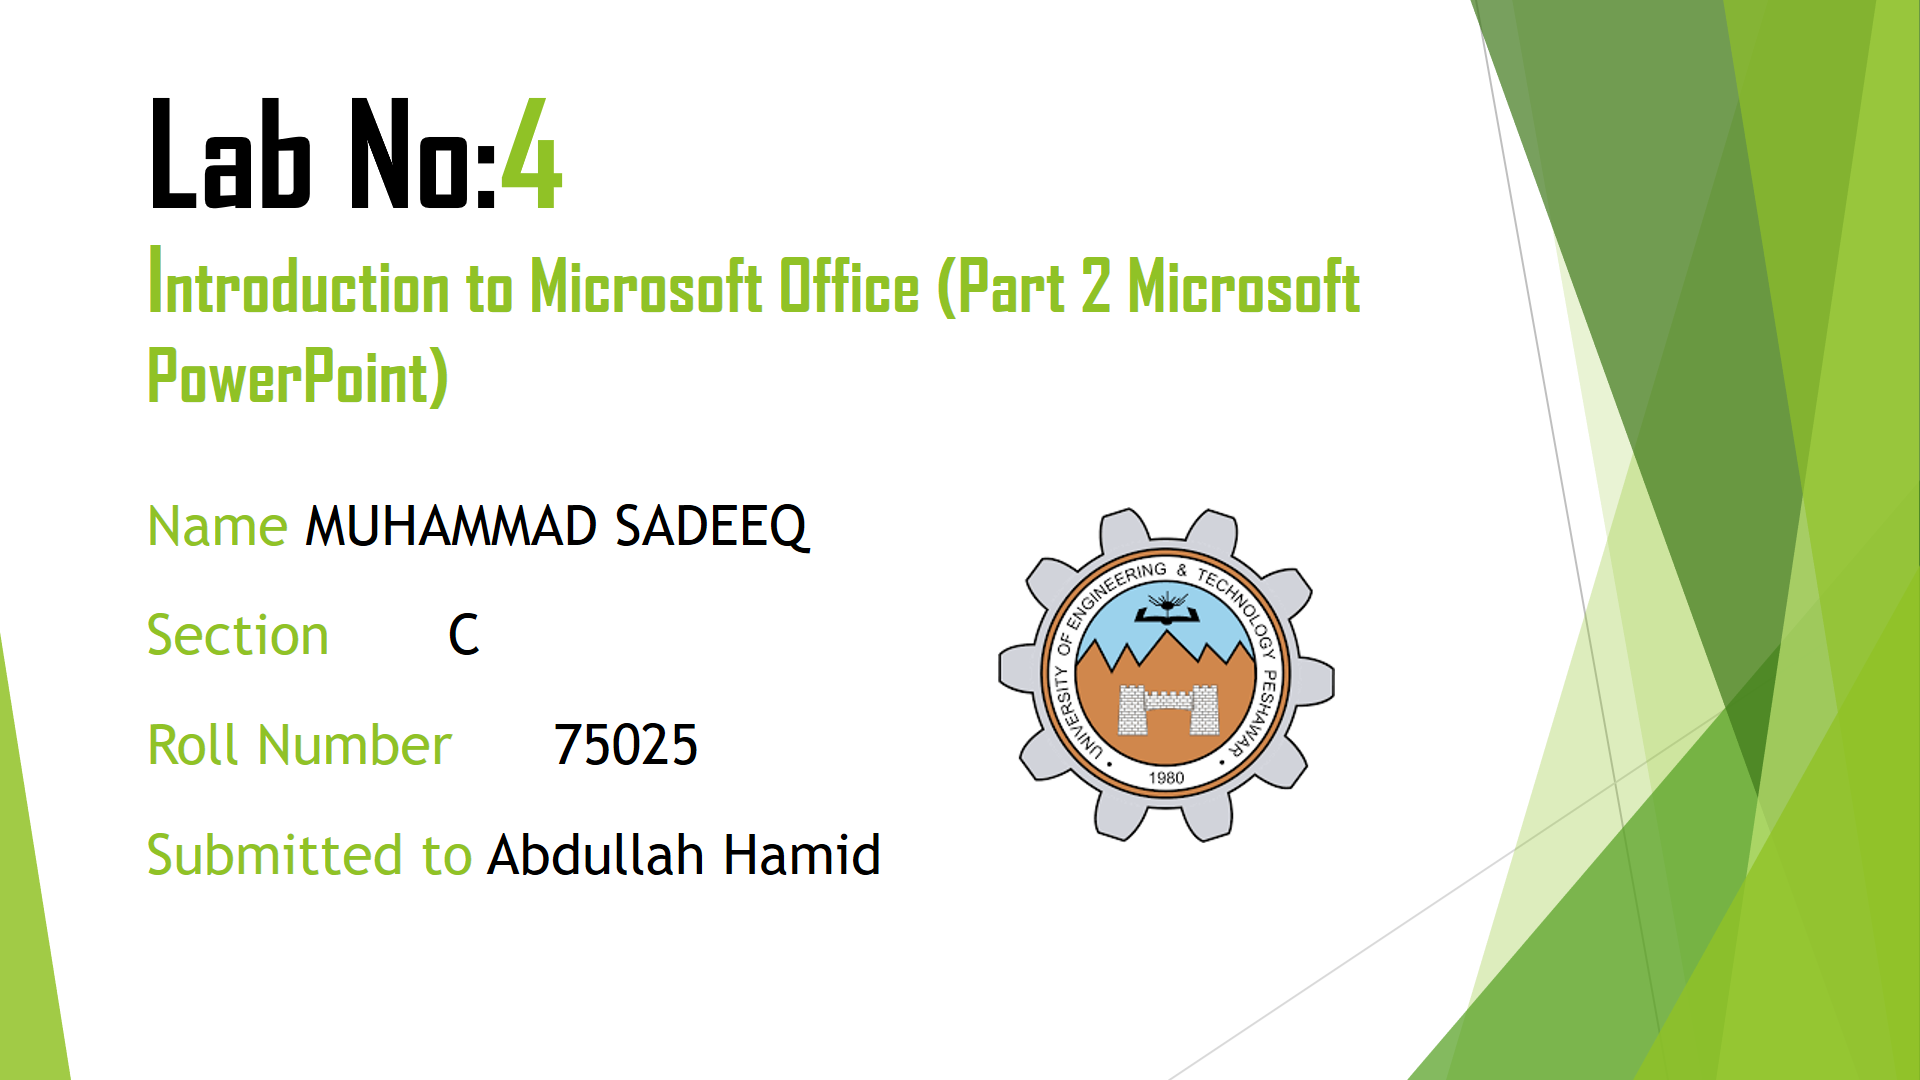 Lab No:4
Introduction to Microsoft Office (Part 2 Microsoft
PowerPoint)
Name MUHAMMAD SADEEQ
Section C
Roll Number 75025
Submitted to Abdullah Hamid
UNIVERSITY OF ENGINEERING & TECHNOLOGY PESHAWAR
1980